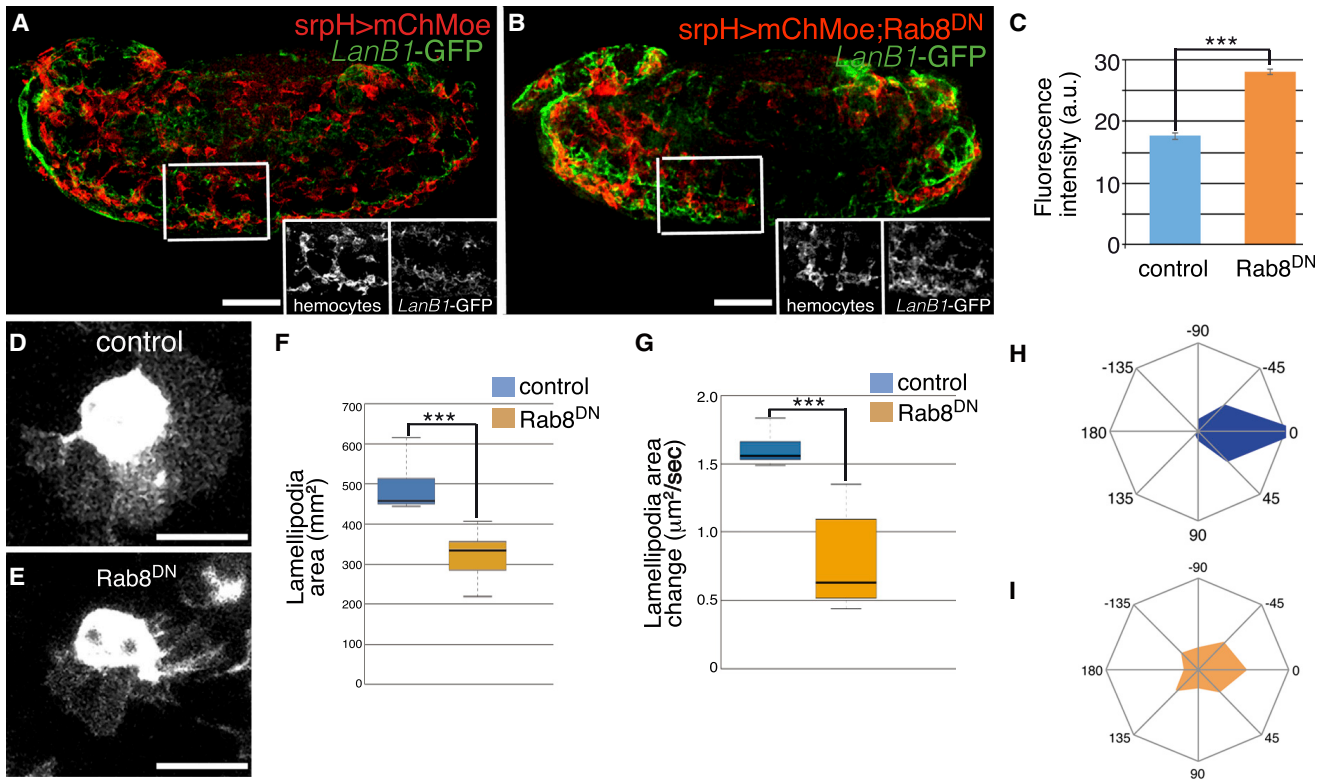 A
srpH>mChMoe
LanB1-GFP
hemocytes
LanB1-GFP
B
srpH>mChMoe;Rab8DN
LanB1-GFP
hemocytes
LanB1-GFP
C
***
Fluorescence
intensity (a.u.)
30
20
10
0
control
Rab8DN
D
control
E
Rab8DN
F
control
Rab8DN
***
Lamellipodia
area (mm²)
700
600
500
400
300
200
100
0
G
control
Rab8DN
***
Lamellipodia area
change (µm²/sec)
2.0
1.5
1.0
0.5
0
H
-90
-135
-45
180
0
135
45
90
I
-90
-135
-45
180
0
135
45
90